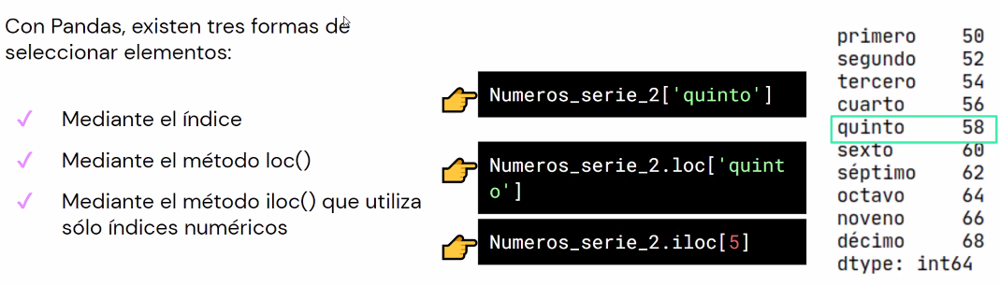 Con Pandas, existen tres formas de
seleccionar elementos:
Mediante el índice
Mediante el método loc()
Mediante el método iloc() que utiliza
sólo índices numéricos
Numeros_serie_2['quinto']
Numeros_serie_2.loc['quint
o']
Numeros_serie_2.iloc[5]
primero 50
segundo 52
tercero 54
cuarto 56
quinto 58
sexto 60
séptimo 62
octavo 64
noveno 66
décimo 68
dtype: int64